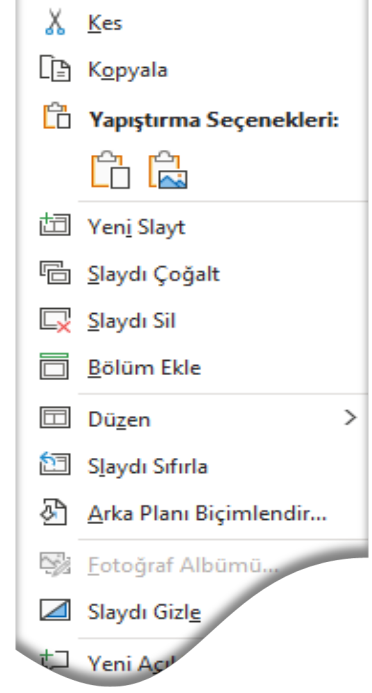 Kes
Kopyala
Yapıştırma Seçenekleri:
Yeni Slayt
Slaydı Çoğalt
Slaydı Sil
Bölüm Ekle
Düzen
Slaydı Sıfırla
Arka Planı Biçimlendir...
Fotoğraf Albümü...
Slaydı Gizle
Yeni